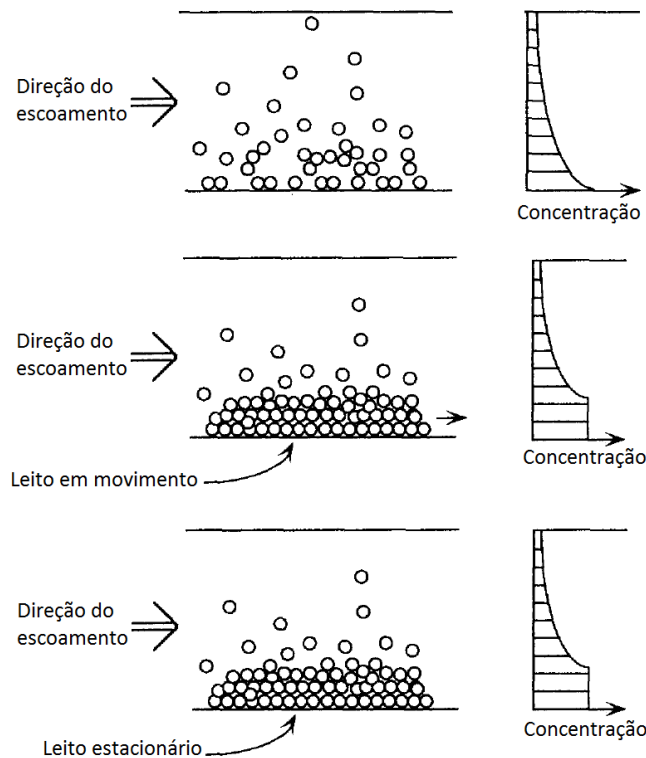 Direção do
escoamento
Concentração
Direção do
escoamento
Concentração
Leito em movimento
Direção do
escoamento
Concentração
Leito estacionário